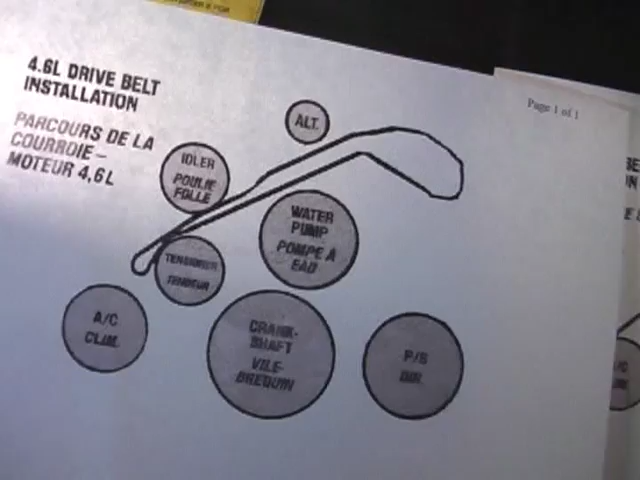 4.6L DRIVE BELT
INSTALLATION
PARCOURS DE LA
COURROIE –
MOTEUR 4,6L
ALT.
IDLER
POULIE
FOLLE
WATER
PUMP
POMPE A
EAU
TENSIONER
TENDEUR
A/C
CLIM.
CRANK-
SHAFT
VILE-
BREQUIN
P/S
DIR.
Page 1 of 1